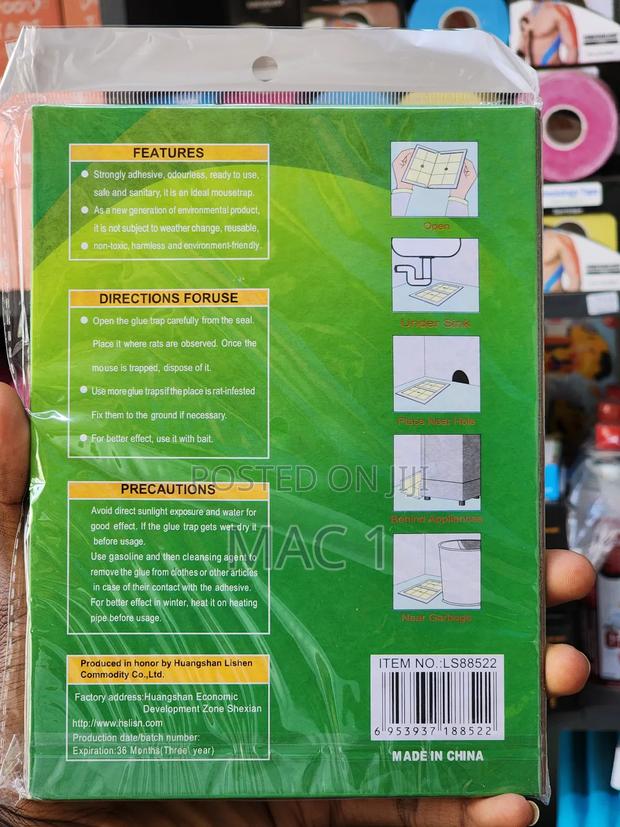 FEATURES
Strongly adhesive, odourless, ready to use,
safe and sanitary, it is an ideal mousetrap.
As a new generation of environmental product,
it is not subject to weather change, reusable,
non-toxic, harmless and environment-friendly.
DIRECTIONS FORUSE
Open the glue trap carefully from the seal.
Place it where rats are observed. Once the
mouse is trapped, dispose of it.
Use more glue traps if the place is rat-infested
Fix them to the ground if necessary.
For better effect, use it with bait.
PRECAUTIONS
Avoid direct sunlight exposure and water for
good effect. If the glue trap gets wet: dry it
before usage.
Use gasoline and then cleansing agent to
remove the glue from clothes or other articles
in case of their contact with the adhesive.
For better effect in winter, heat it on heating
pipe before usage.
Produced in honor by Huangshan Lishen
Commodity Co.,Ltd.
Factory address:Huangshan Economic
Development Zone Shexian
http://www.hslisn.com
Production date/batch number:
Expiration:36 Months(Three year)
Open
Under Sink
Place Near Hole
Behind Appliances
Near Garbage
ITEM NO.:LS88522
6 953937 188522
MADE IN CHINA
POSTED ON JIJI
MAC 1